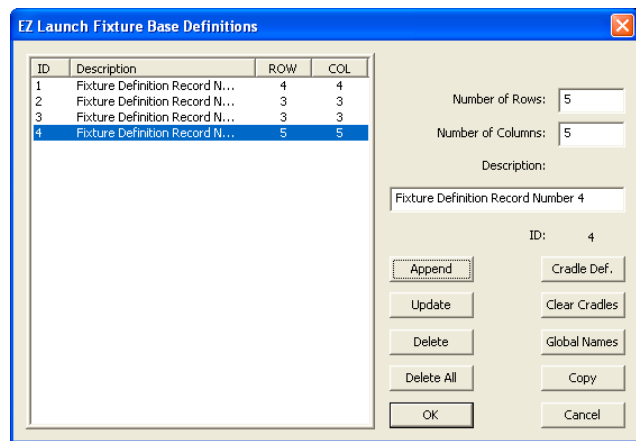 EZ Launch Fixture Base Definitions
ID Description ROW COL
1 Fixture Definition Record N... 4 4
2 Fixture Definition Record N... 3 3
3 Fixture Definition Record N... 3 3
4 Fixture Definition Record N... 5 5
Number of Rows: 5
Number of Columns: 5
Description:
Fixture Definition Record Number 4
ID: 4
Append Cradle Def.
Update Clear Cradles
Delete Global Names
Delete All Copy
OK Cancel